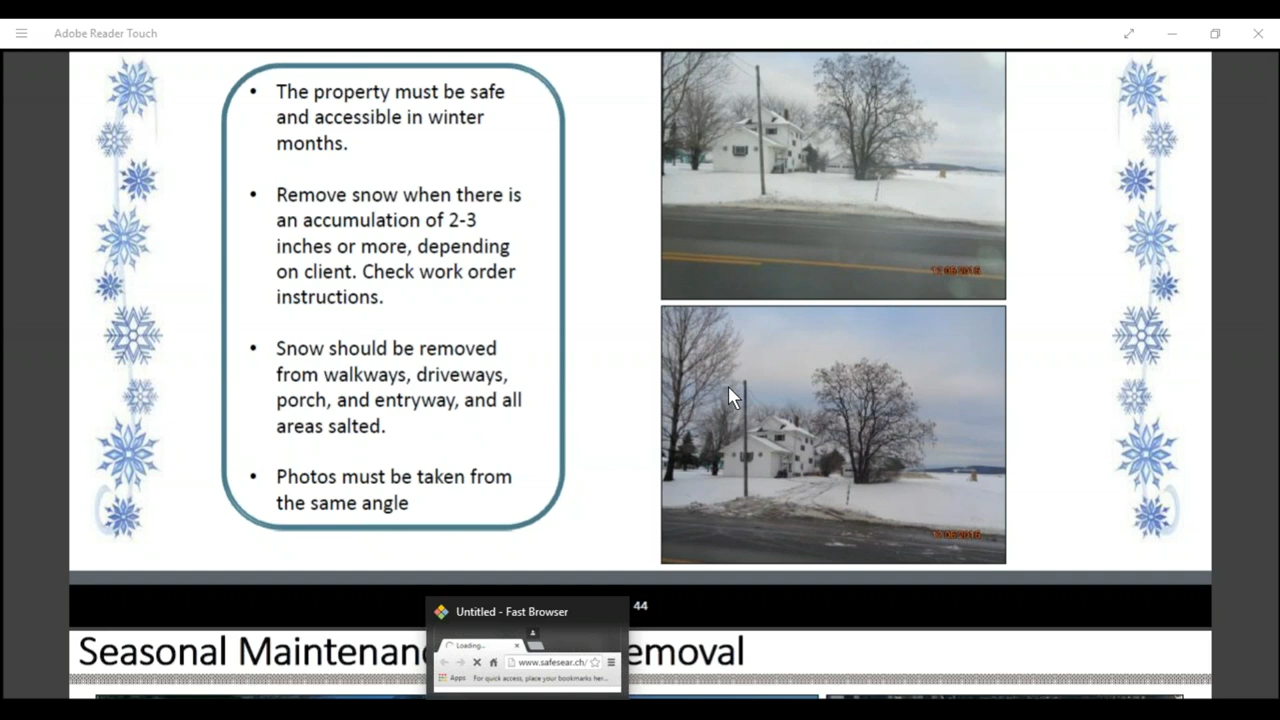 Adobe Reader Touch
• The property must be safe
and accessible in winter
months.
• Remove snow when there is
an accumulation of 2-3
inches or more, depending
on client. Check work order
instructions.
• Snow should be removed
from walkways, driveways,
porch, and entryway, and all
areas salted.
• Photos must be taken from
the same angle
44
Untitled - Fast Browser
Seasonal Maintenan
emoval
Loading...
www.safesear.ch/
Apps
For quick access, place your bookmarks her...